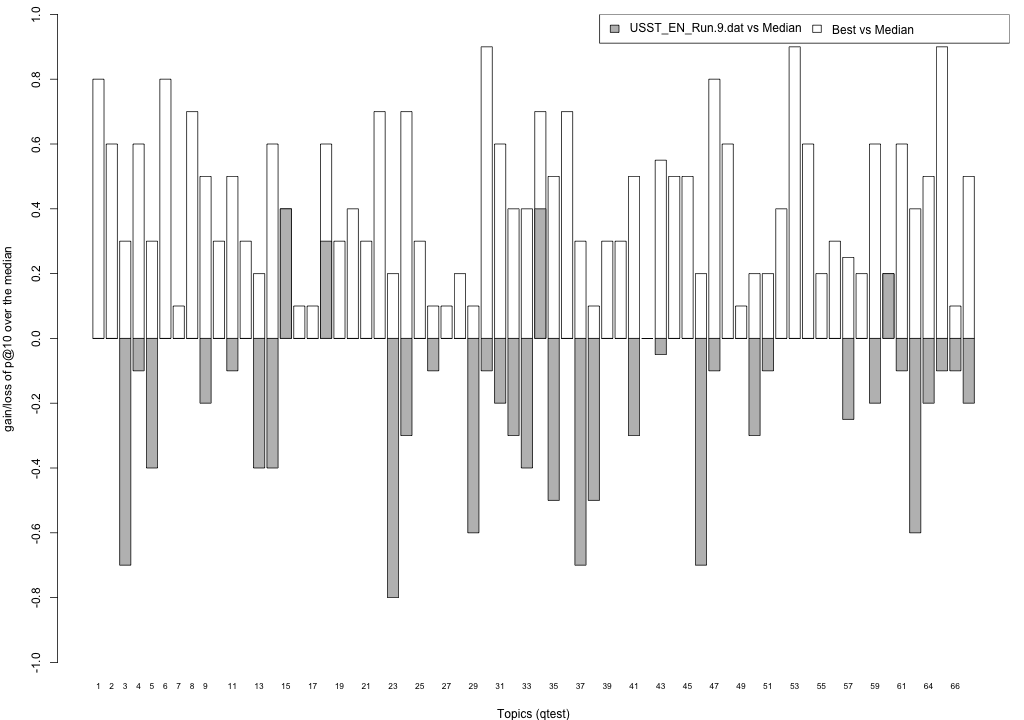 USST_EN_Run.9.dat vs Median Best vs Median
gain/loss of p@10 over the median
1.0
0.8
0.6
0.4
0.2
0.0
-0.2
-0.4
-0.6
-0.8
-1.0
1 2 3 4 5 6 7 8 9 11 13 15 17 19 21 23 25 27 29 31 33 35 37 39 41 43 45 47 49 51 53 55 57 59 61 64 66
Topics (qtest)